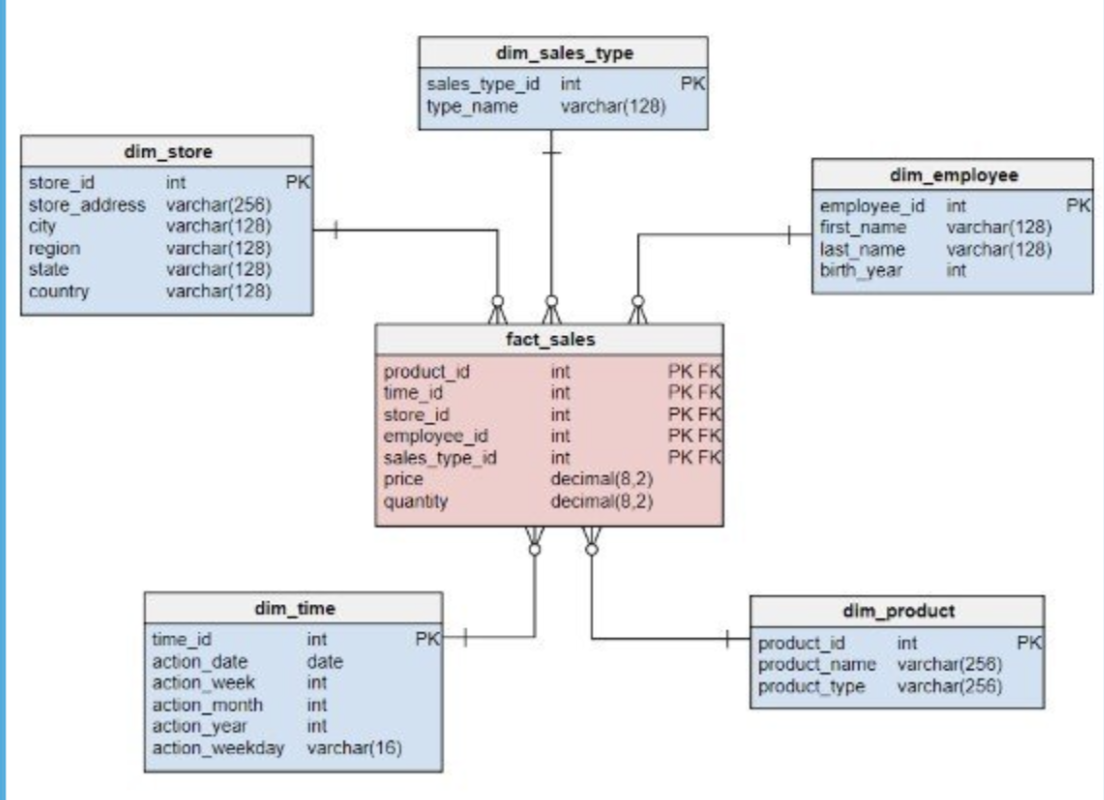 dim_sales_type
sales_type_id int PK
type_name varchar(128)
dim_store
store_id int PK
store_address varchar(256)
city varchar(128)
region varchar(128)
state varchar(128)
country varchar(128)
dim_employee
employee_id int PK
first_name varchar(128)
last_name varchar(128)
birth_year int
fact_sales
product_id int PK FK
time_id int PK FK
store_id int PK FK
employee_id int PK FK
sales_type_id int PK FK
price decimal(8,2)
quantity decimal(8,2)
dim_time
time_id int PK
action_date date
action_week int
action_month int
action_year int
action_weekday varchar(16)
dim_product
product_id int PK
product_name varchar(256)
product_type varchar(256)